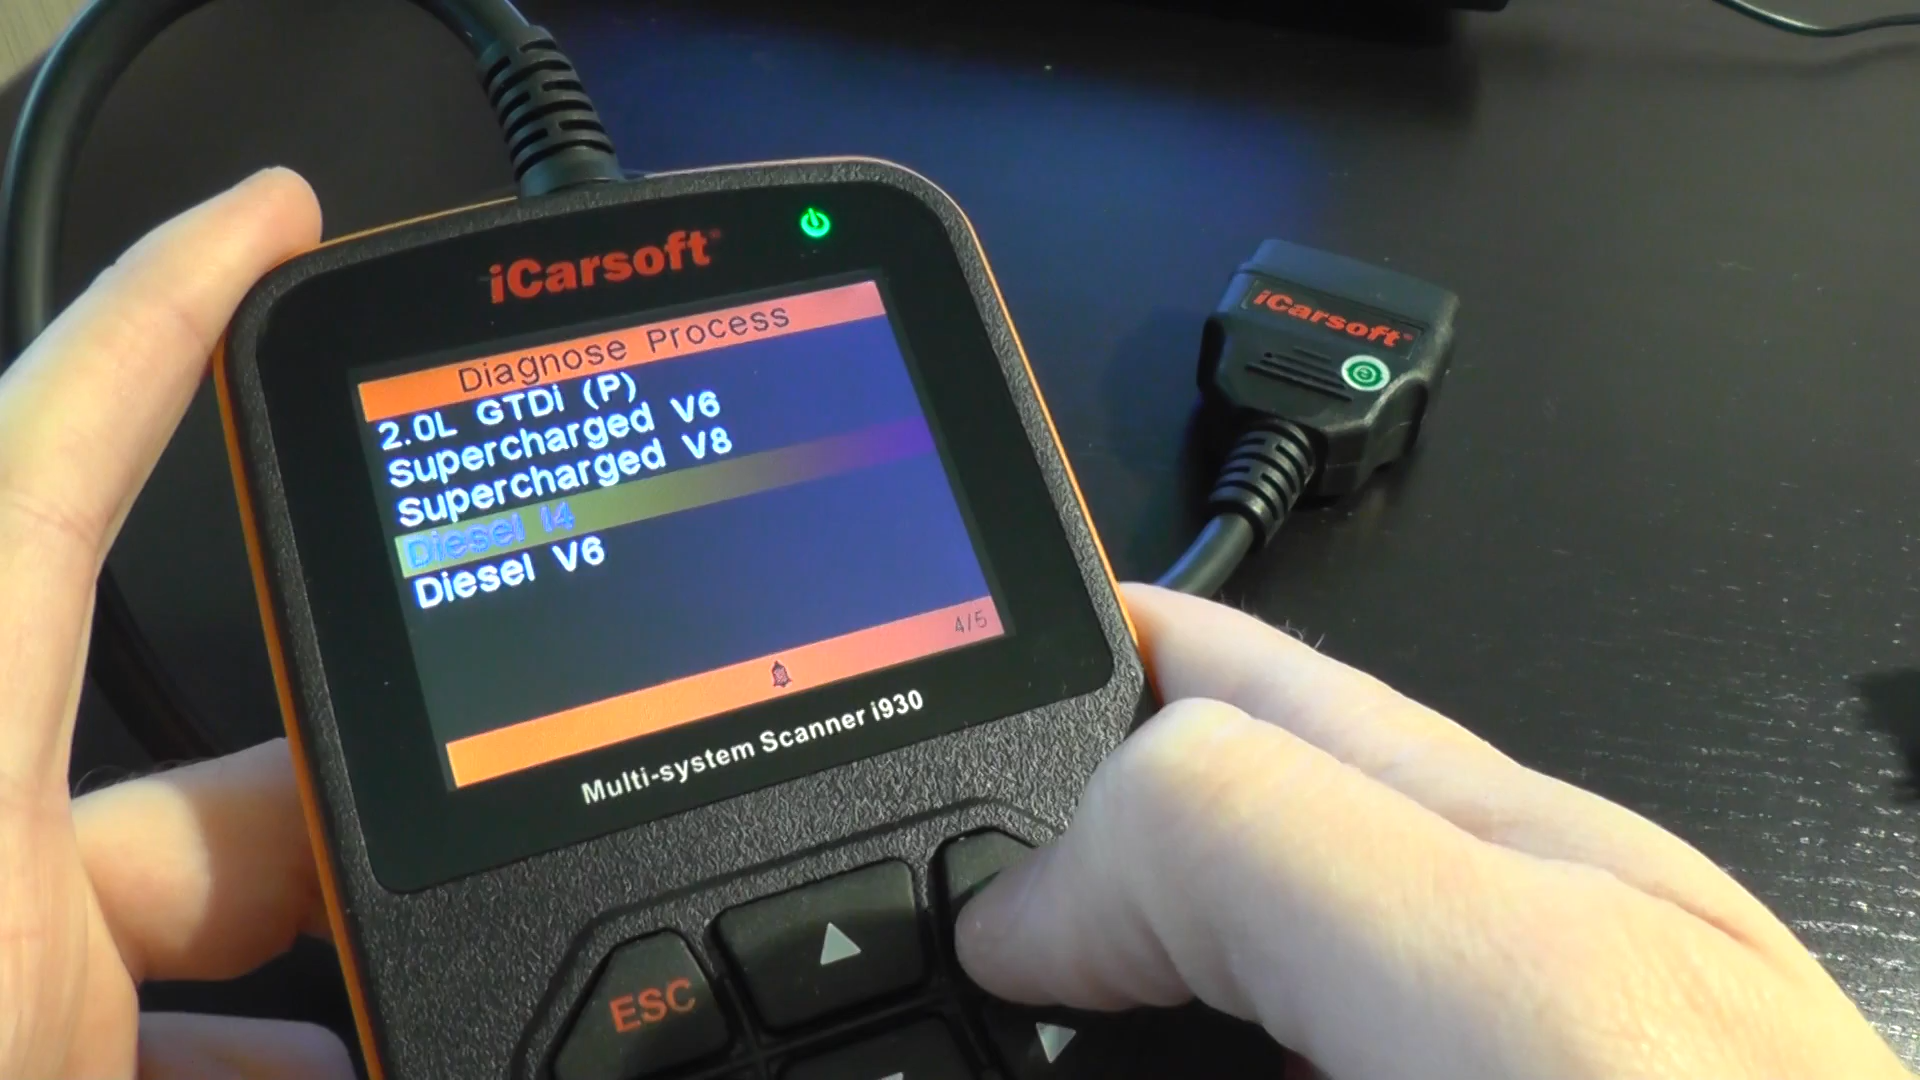 iCarsoft
Diagnose Process
2.0L GTDi (P)
Supercharged V6
Supercharged V8
Diesel I4
Diesel V6
4/5
Multi-system Scanner i930
ESC
iCarsoft